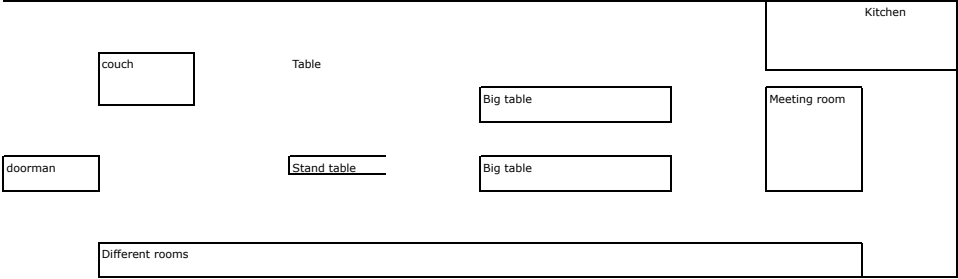 Kitchen
couch
Table
Big table
Meeting room
doorman
Stand table
Big table
Different rooms